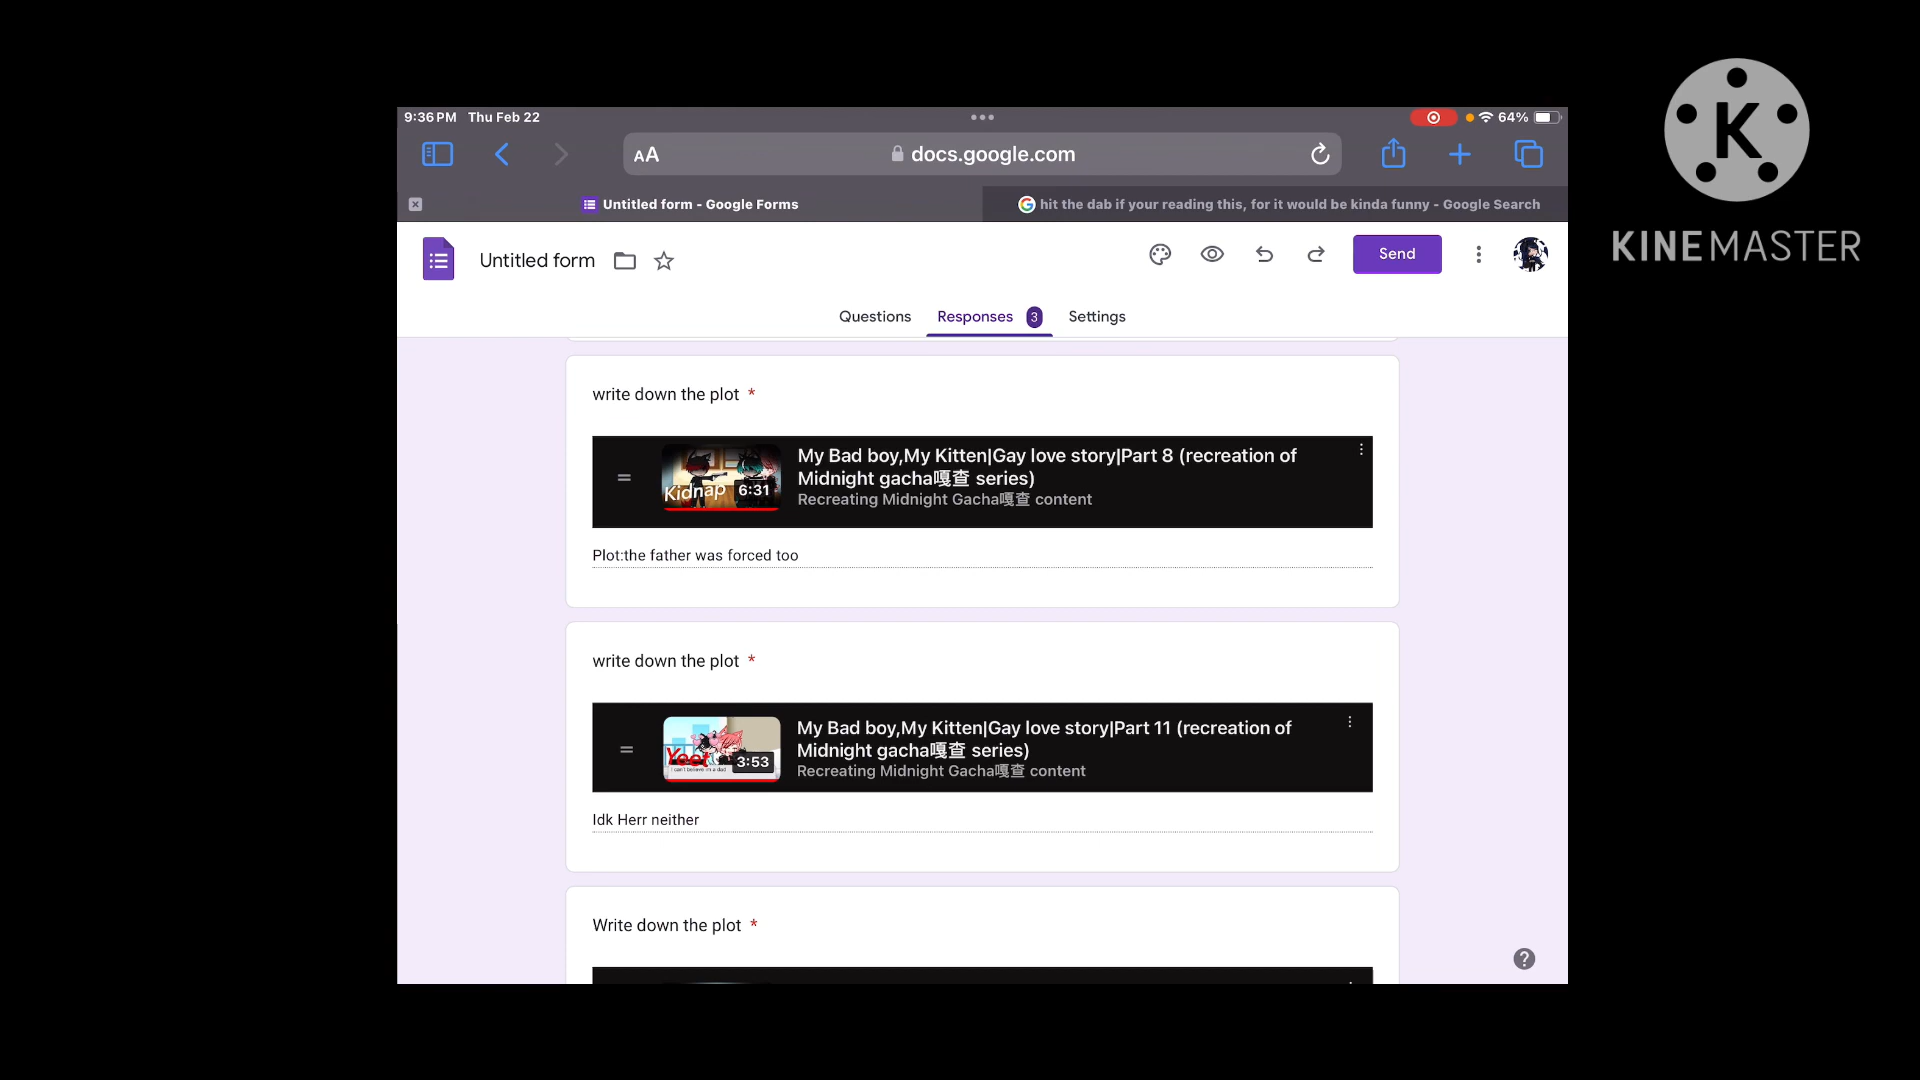 9:36 PM Thu Feb 22
64%
AA
docs.google.com
Untitled form - Google Forms
hit the dab if your reading this, for it would be kinda funny - Google Search
K
KINEMASTER
Untitled form
Send
Questions
Responses 3
Settings
write down the plot *
Kidnap 6:31
My Bad boy,My Kitten|Gay love story|Part 8 (recreation of
Midnight gacha嘎查 series)
Recreating Midnight Gacha嘎查 content
Plot:the father was forced too
write down the plot *
Yeet
I can't believe im a dad
3:53
My Bad boy,My Kitten|Gay love story|Part 11 (recreation of
Midnight gacha嘎查 series)
Recreating Midnight Gacha嘎查 content
Idk Herr neither
Write down the plot *